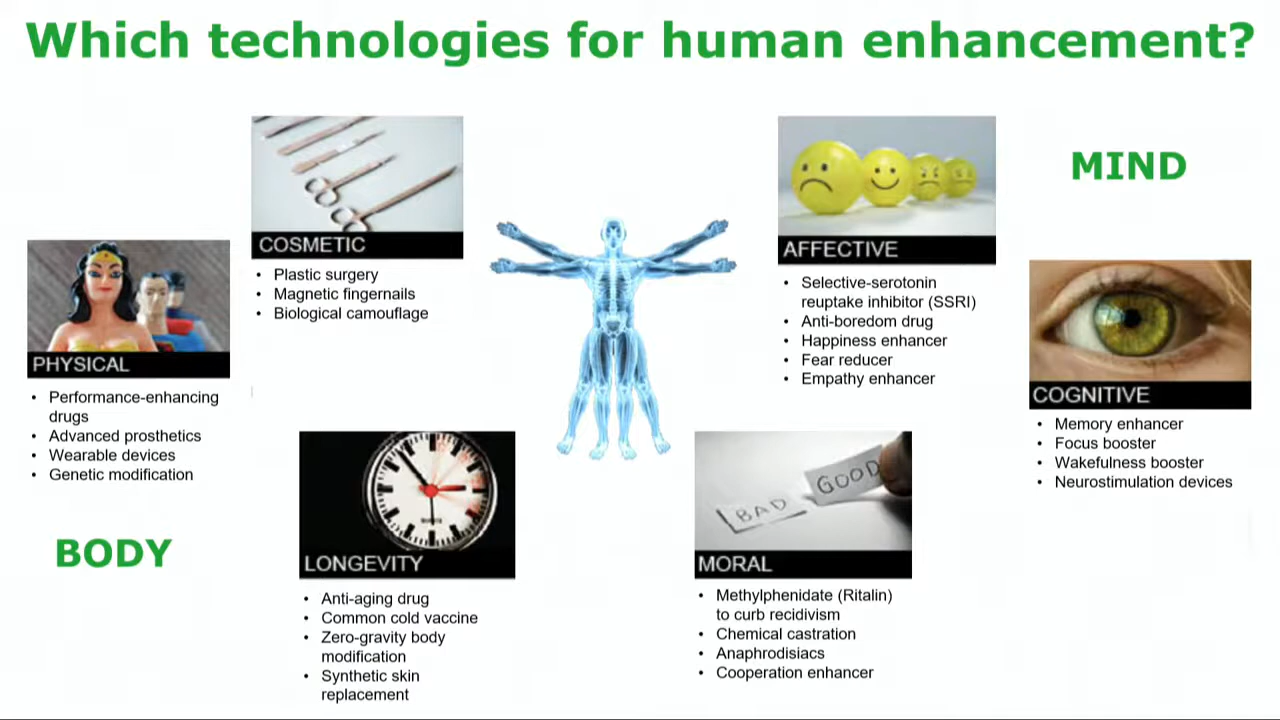 Which technologies for human enhancement?
COSMETIC
• Plastic surgery
• Magnetic fingernails
• Biological camouflage
PHYSICAL
• Performance-enhancing
drugs
• Advanced prosthetics
• Wearable devices
• Genetic modification
BODY
LONGEVITY
• Anti-aging drug
• Common cold vaccine
• Zero-gravity body
modification
• Synthetic skin
replacement
AFFECTIVE
• Selective-serotonin
reuptake inhibitor (SSRI)
• Anti-boredom drug
• Happiness enhancer
• Fear reducer
• Empathy enhancer
MIND
COGNITIVE
• Memory enhancer
• Focus booster
• Wakefulness booster
• Neurostimulation devices
BAD
GOOD
MORAL
• Methylphenidate (Ritalin)
to curb recidivism
• Chemical castration
• Anaphrodisiacs
• Cooperation enhancer